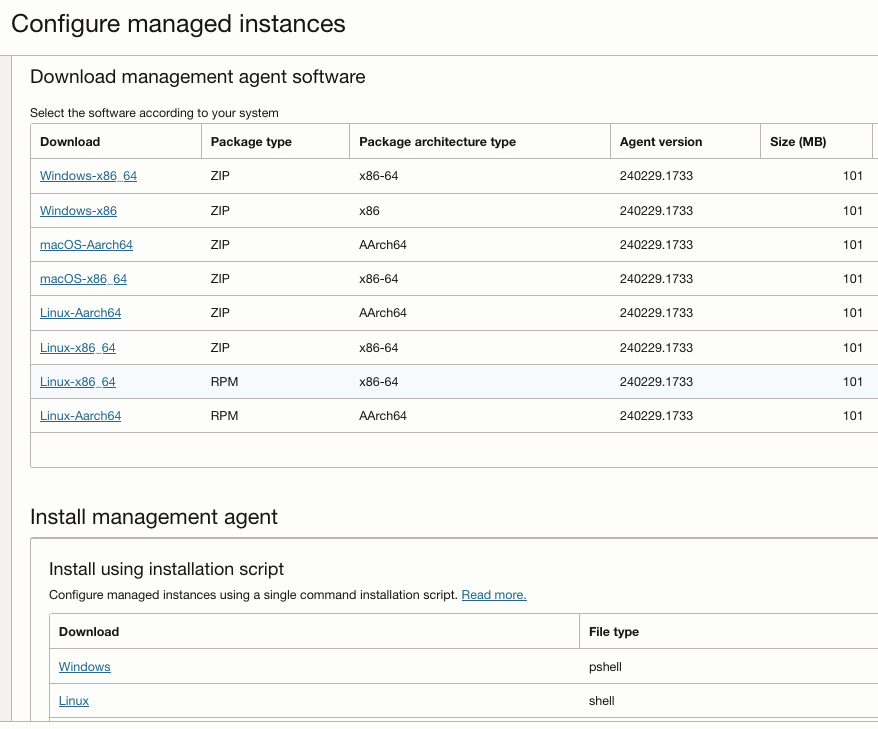 Configure managed instances
Download management agent software
Select the software according to your system
Download Package type Package architecture type Agent version Size (MB)
Windows-x86_64 ZIP x86-64 240229.1733 101
Windows-x86 ZIP x86 240229.1733 101
macOS-Aarch64 ZIP AArch64 240229.1733 101
macOS-x86_64 ZIP x86-64 240229.1733 101
Linux-Aarch64 ZIP AArch64 240229.1733 101
Linux-x86_64 ZIP x86-64 240229.1733 101
Linux-x86_64 RPM x86-64 240229.1733 101
Linux-Aarch64 RPM AArch64 240229.1733 101
Install management agent
Install using installation script
Configure managed instances using a single command installation script. Read more.
Download File type
Windows pshell
Linux shell